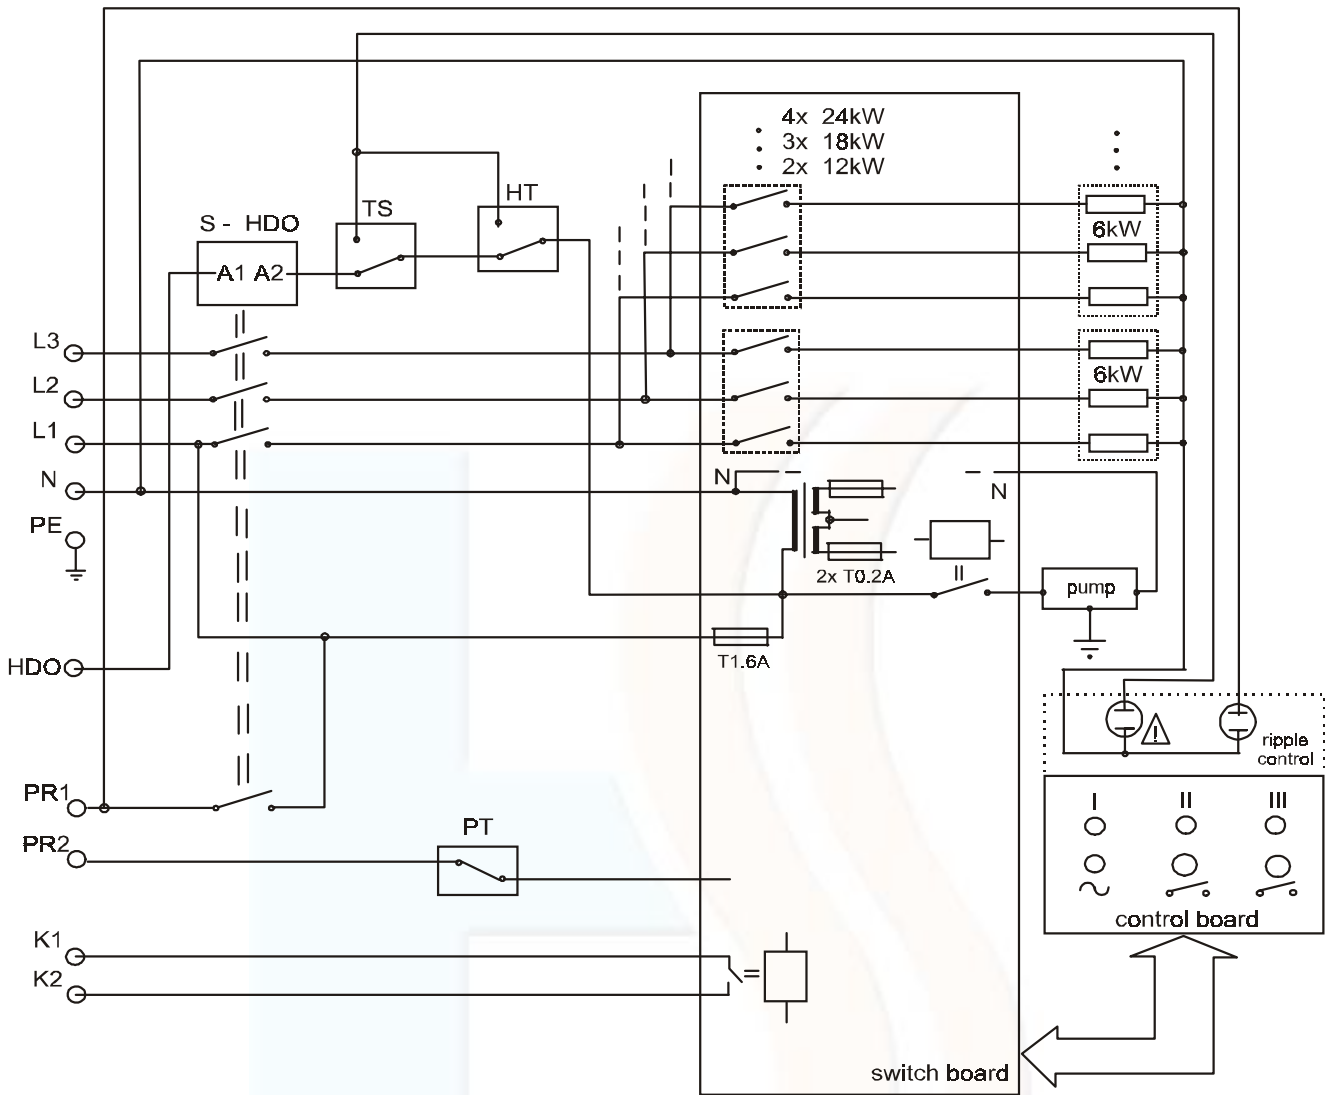 4x 24kW
3x 18kW
2x 12kW
HT
TS
S - HDO
A1 A2
6kW
L3
L2
6kW
L1
N
N
N
PE
2x T0.2A
II
pump
T1.6A
HDO
!
ripple
control
PR1
I II III
PR2
PT
control board
K1
K2
switch board